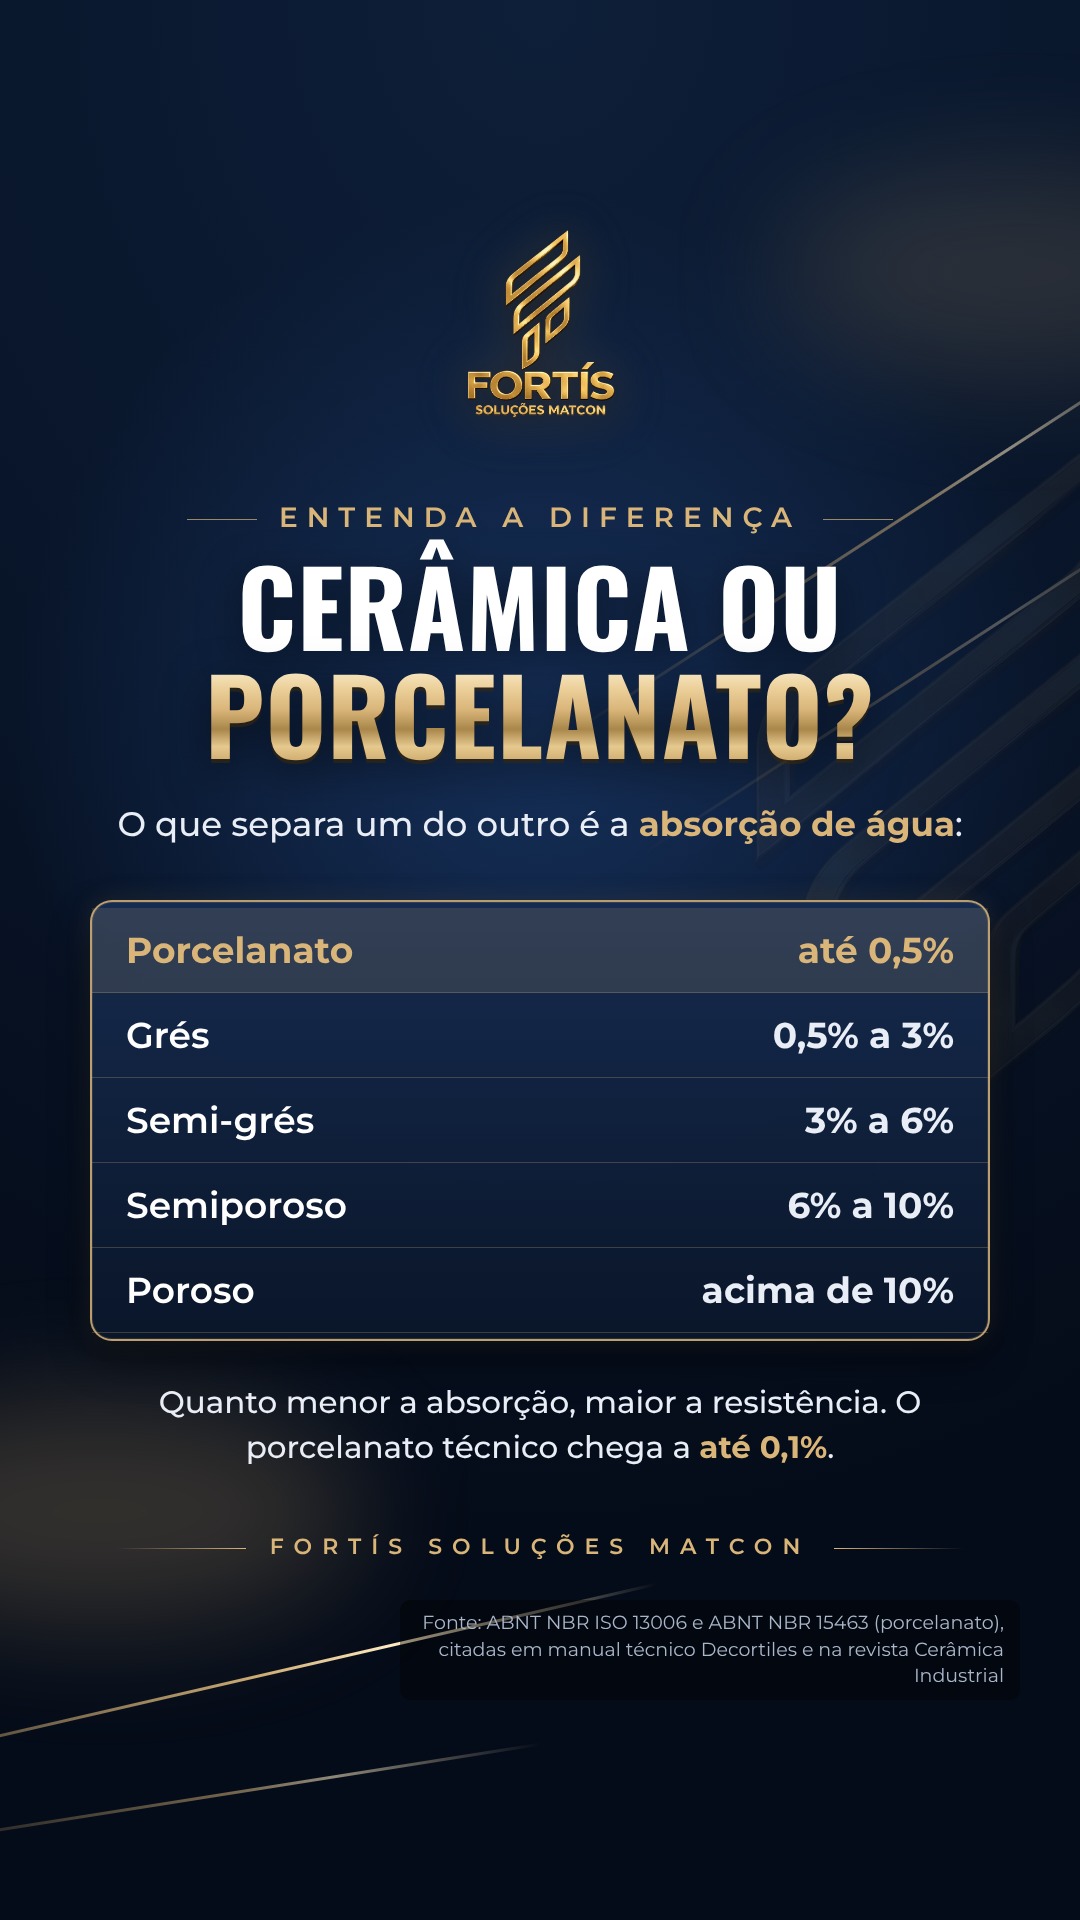 FORTÍS
SOLUÇÕES MATCON
ENTENDA A DIFERENÇA
CERÂMICA OU
PORCELANATO?
O que separa um do outro é a absorção de água:
Porcelanato até 0,5%
Grés 0,5% a 3%
Semi-grés 3% a 6%
Semiporoso 6% a 10%
Poroso acima de 10%
Quanto menor a absorção, maior a resistência. O
porcelanato técnico chega a até 0,1%.
FORTÍS SOLUÇÕES MATCON
Fonte: ABNT NBR ISO 13006 e ABNT NBR 15463 (porcelanato),
citadas em manual técnico Decortiles e na revista Cerâmica
Industrial